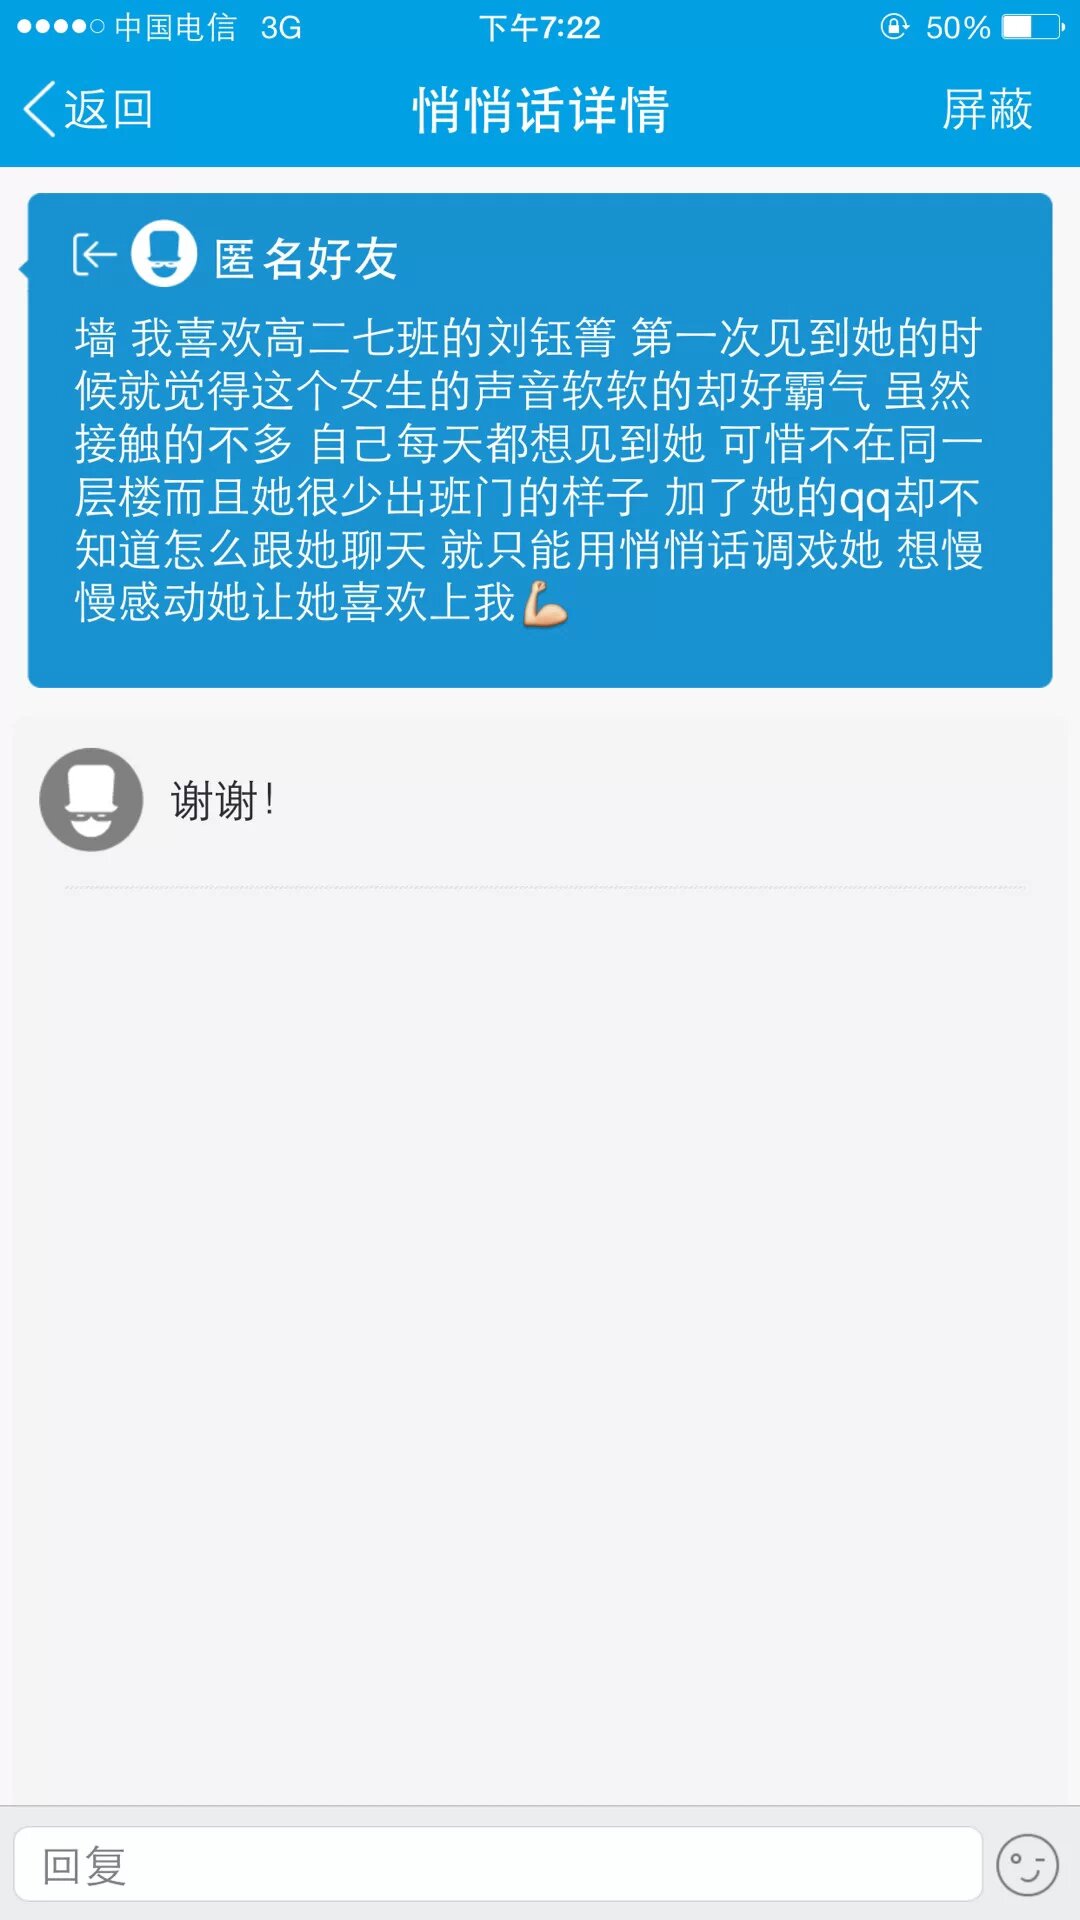 中国电信 3G 下午7:22 50%
返回 悄悄话详情 屏蔽
匿名好友
墙 我喜欢高二七班的刘钰箐 第一次见到她的时
候就觉得这个女生的声音软软的却好霸气 虽然
接触的不多 自己每天都想见到她 可惜不在同一
层楼而且她很少出班门的样子 加了她的qq却不
知道怎么跟她聊天 就只能用悄悄话调戏她 想慢
慢感动她让她喜欢上我💪
谢谢!
回复